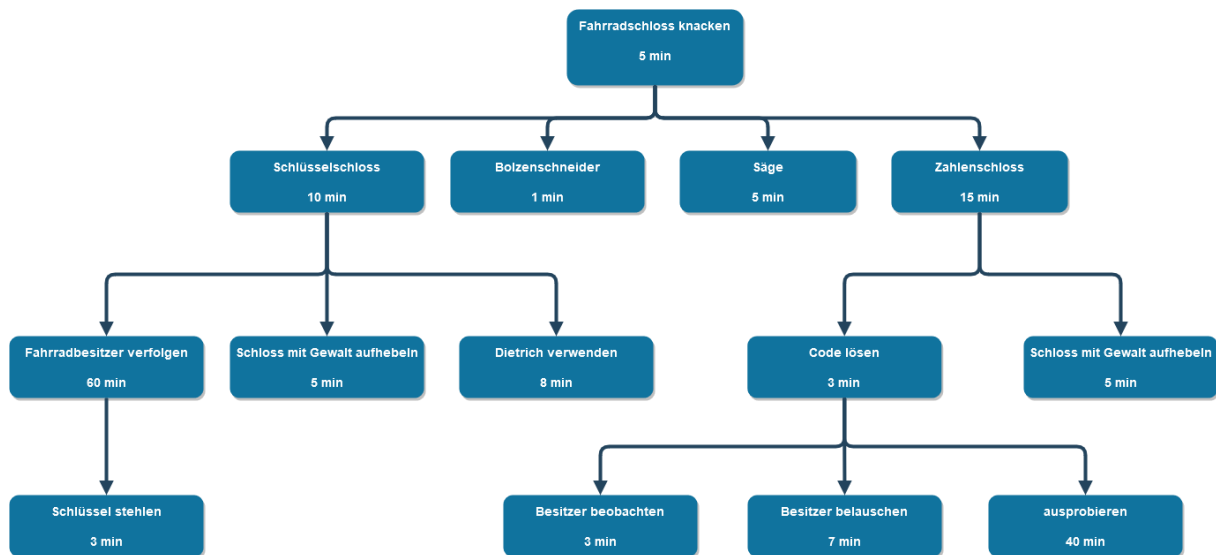 Fahrradschloss knacken
5 min
Schlüsselschloss
10 min
Bolzenschneider
1 min
Säge
5 min
Zahlenschloss
15 min
Fahrradbesitzer verfolgen
60 min
Schloss mit Gewalt aufhebeln
5 min
Dietrich verwenden
8 min
Code lösen
3 min
Schloss mit Gewalt aufhebeln
5 min
Schlüssel stehlen
3 min
Besitzer beobachten
3 min
Besitzer belauschen
7 min
ausprobieren
40 min